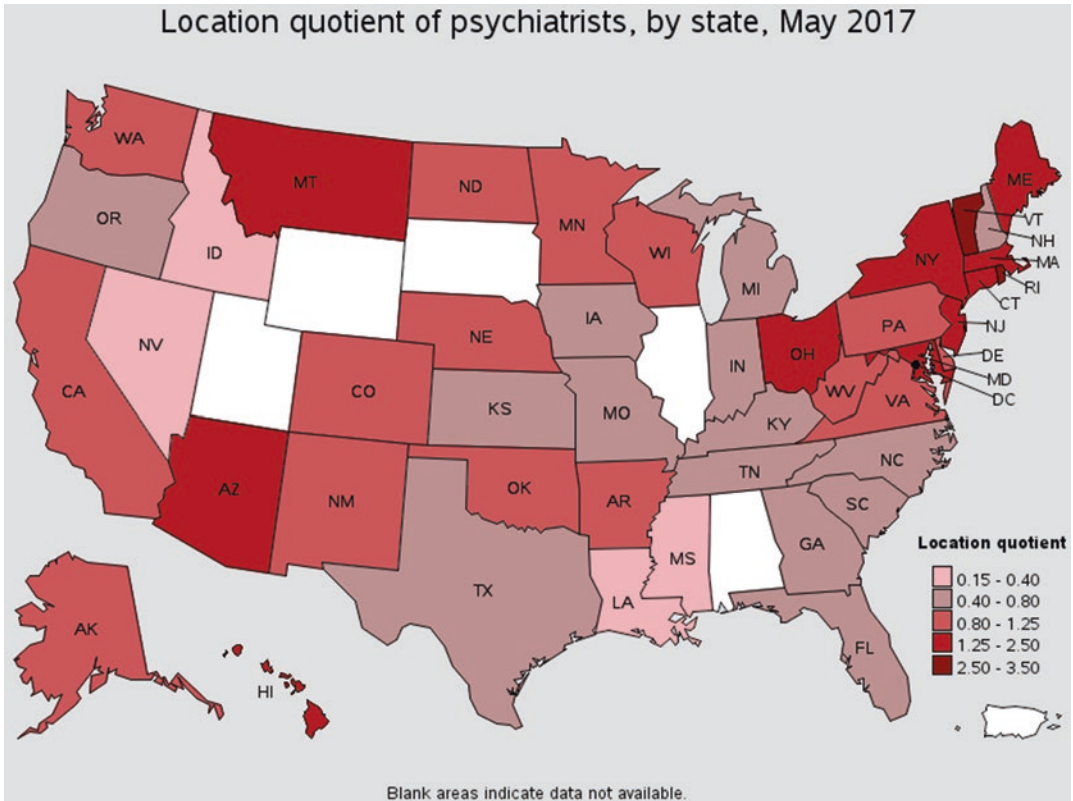 Location quotient of psychiatrists, by state, May 2017
WA
MT
ND
MN
ME
VT
NH
MA
RI
CT
NJ
DE
MD
DC
OR
ID
WI
NY
MI
IA
NE
PA
NV
OH
IN
CA
CO
KS
MO
WV
VA
KY
AZ
NM
OK
AR
TN
NC
SC
MS
GA
TX
LA
AK
FL
HI
Location quotient
0.15 - 0.40
0.40 - 0.80
0.80 - 1.25
1.25 - 2.50
2.50 - 3.50
Blank areas indicate data not available.